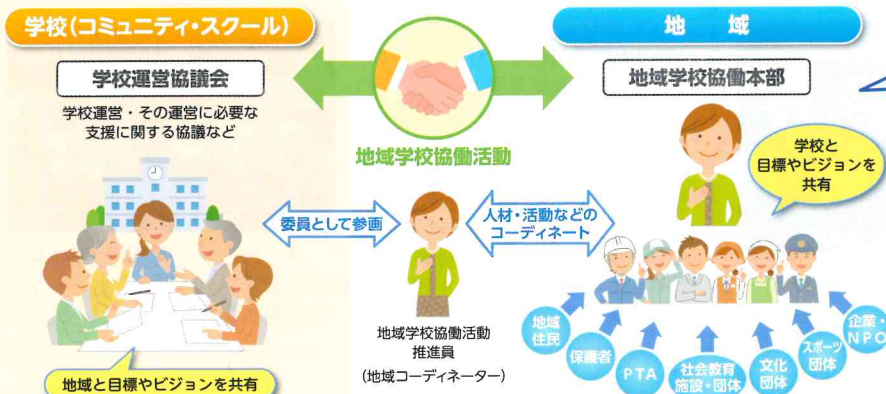 学校(コミュニティ・スクール)
学校運営協議会
学校運営・その運営に必要な
支援に関する協議など
地域と目標やビジョンを共有
地域学校協働活動
委員として参画
人材・活動などの
コーディネート
地域学校協働活動
推進員
(地域コーディネーター)
地域
地域学校協働本部
学校と
目標やビジョンを
共有
地域
住民
保護者
PTA
社会教育
施設・団体
文化
団体
スポーツ
団体
企業・
NPO